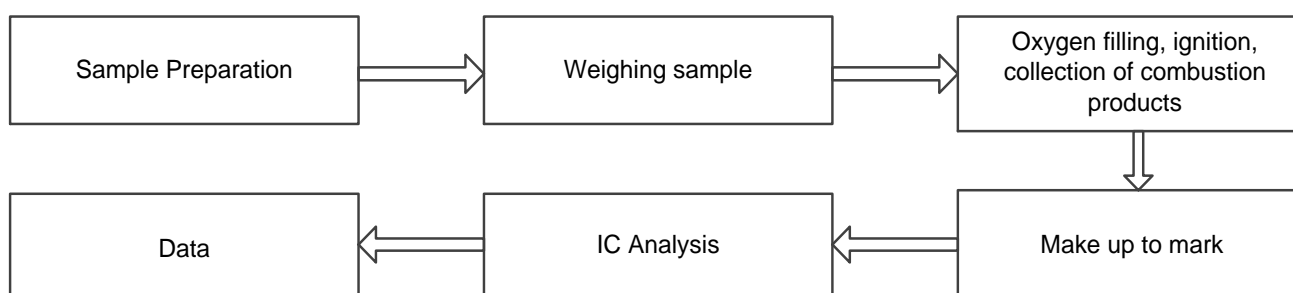 Sample Preparation
Weighing sample
Oxygen filling, ignition,
collection of combustion
products
Make up to mark
IC Analysis
Data